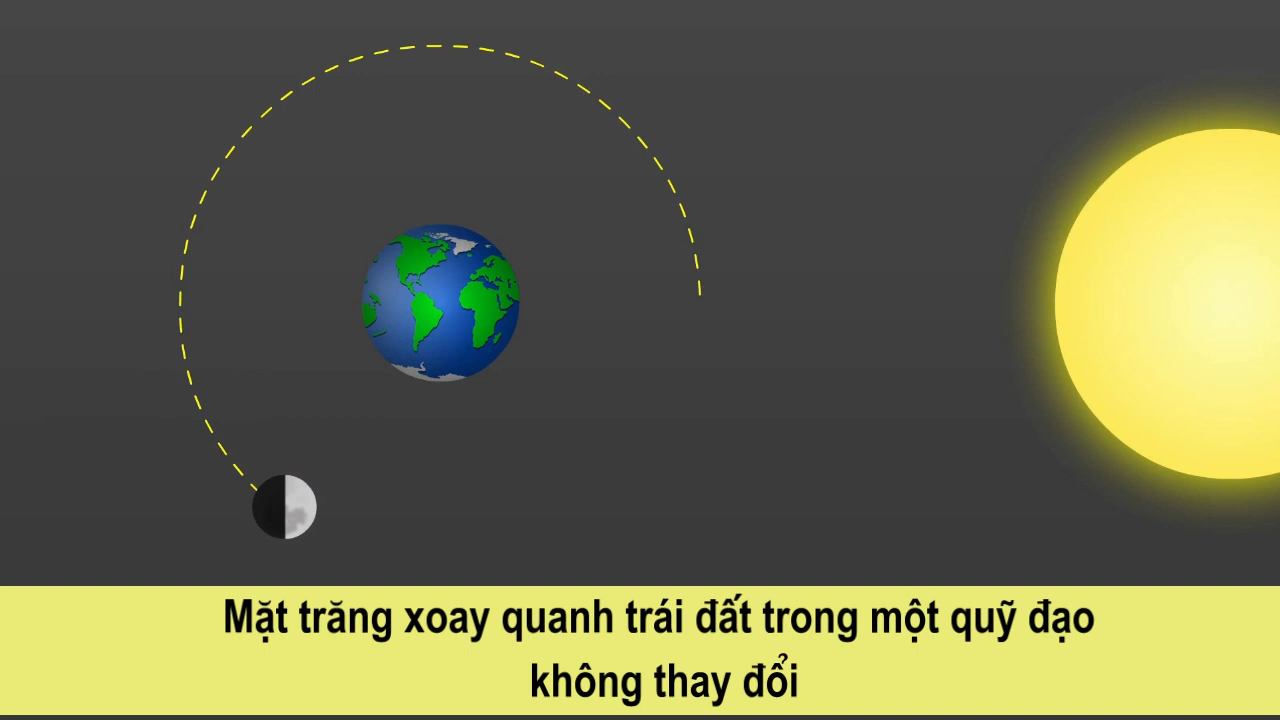 Mặt trăng xoay quanh trái đất trong một quỹ đạo
không thay đổi